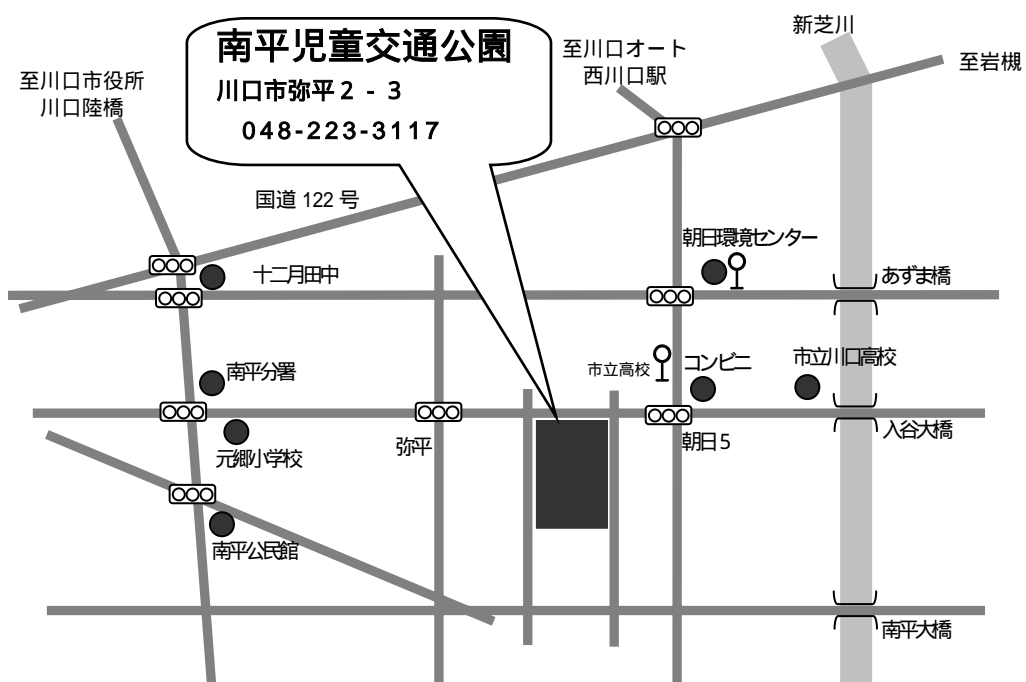 新芝川
南平児童交通公園
川口市弥平２‐３
048-223-3117
至川口オート
西川口駅
至岩槻
至川口市役所
川口陸橋
国道 122 号
朝日環境センター
十二月田中
あずま橋
市立高校
コンビニ
市立川口高校
南平分署
元郷小学校
弥平
朝日５
入谷大橋
南平公民館
南平大橋